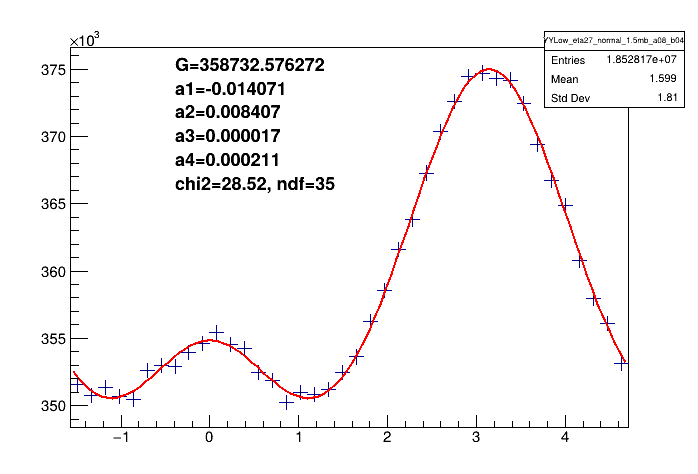 ×10³
375
370
365
360
355
350
−1
0
1
2
3
4
G=358732.576272
a1=-0.014071
a2=0.008407
a3=0.000017
a4=0.000211
chi2=28.52, ndf=35
YYLow_eta27_normal_1.5mb_a08_b04
Entries 1.852817e+07
Mean 1.599
Std Dev 1.81